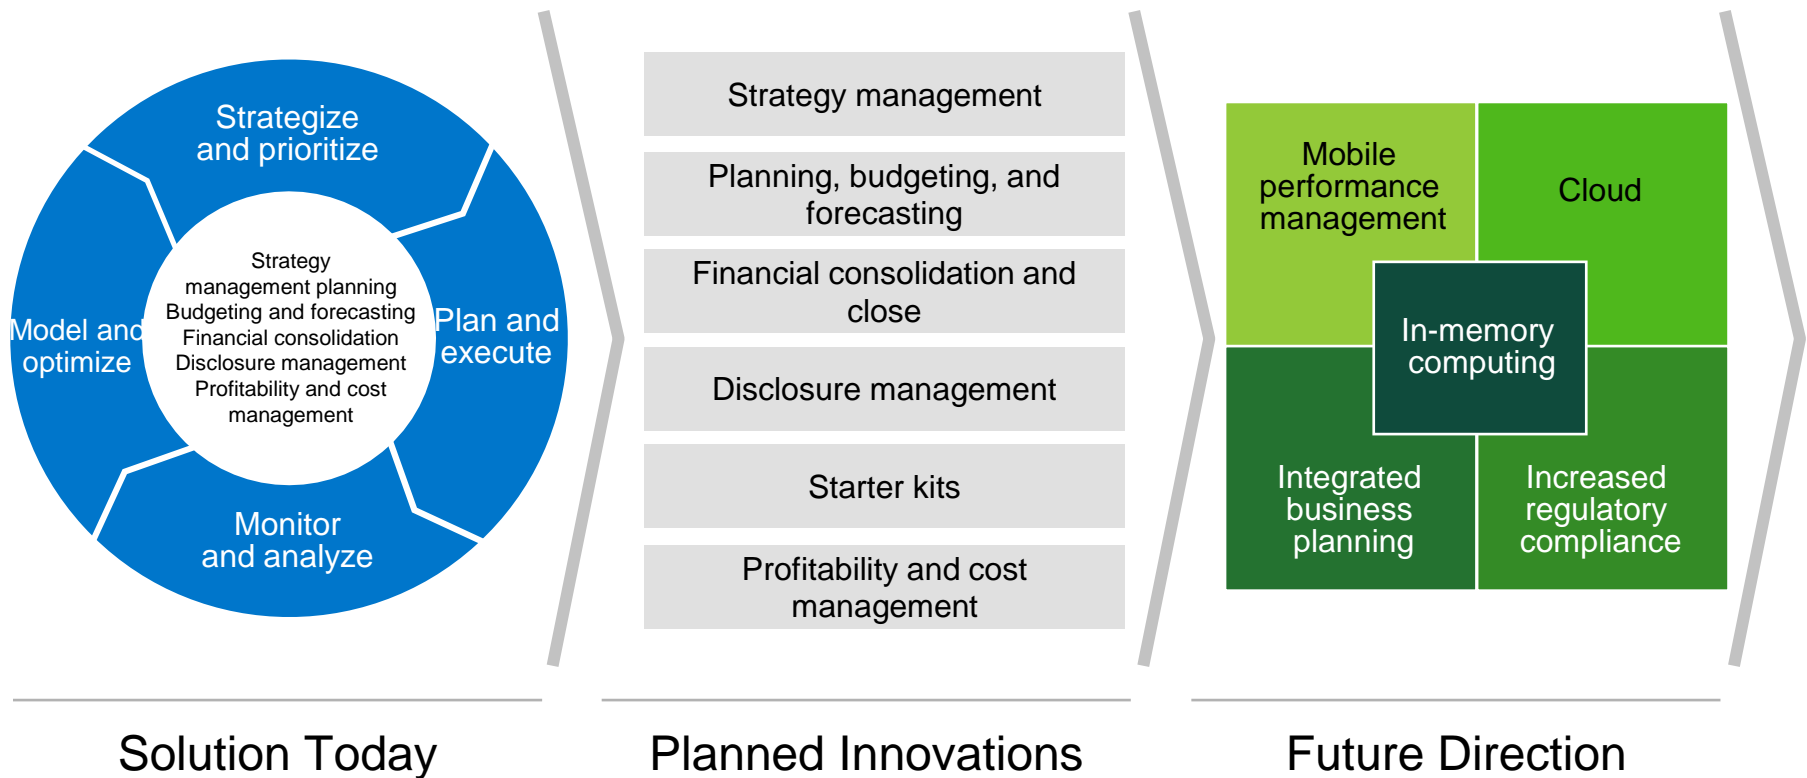 Strategize
and prioritize
Model and
optimize
Strategy
management planning
Budgeting and forecasting
Financial consolidation
Disclosure management
Profitability and cost
management
Plan and
execute
Monitor
and analyze
Solution Today
Strategy management
Planning, budgeting, and
forecasting
Financial consolidation and
close
Disclosure management
Starter kits
Profitability and cost
management
Planned Innovations
Mobile
performance
management
Cloud
In-memory
computing
Integrated
business
planning
Increased
regulatory
compliance
Future Direction